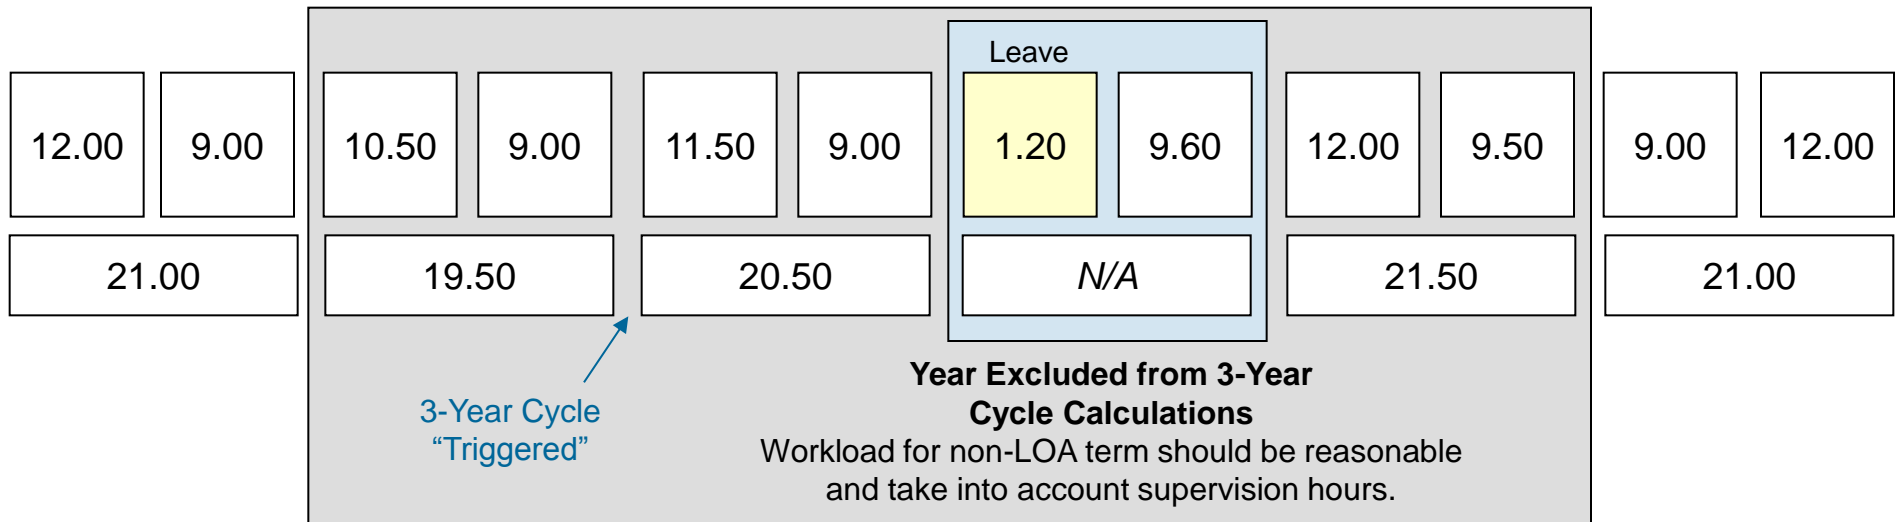 Leave
12.00 9.00 10.50 9.00 11.50 9.00 1.20 9.60 12.00 9.50 9.00 12.00
21.00 19.50 20.50 N/A 21.50 21.00
3-Year Cycle
“Triggered”
Year Excluded from 3-Year
Cycle Calculations
Workload for non-LOA term should be reasonable
and take into account supervision hours.